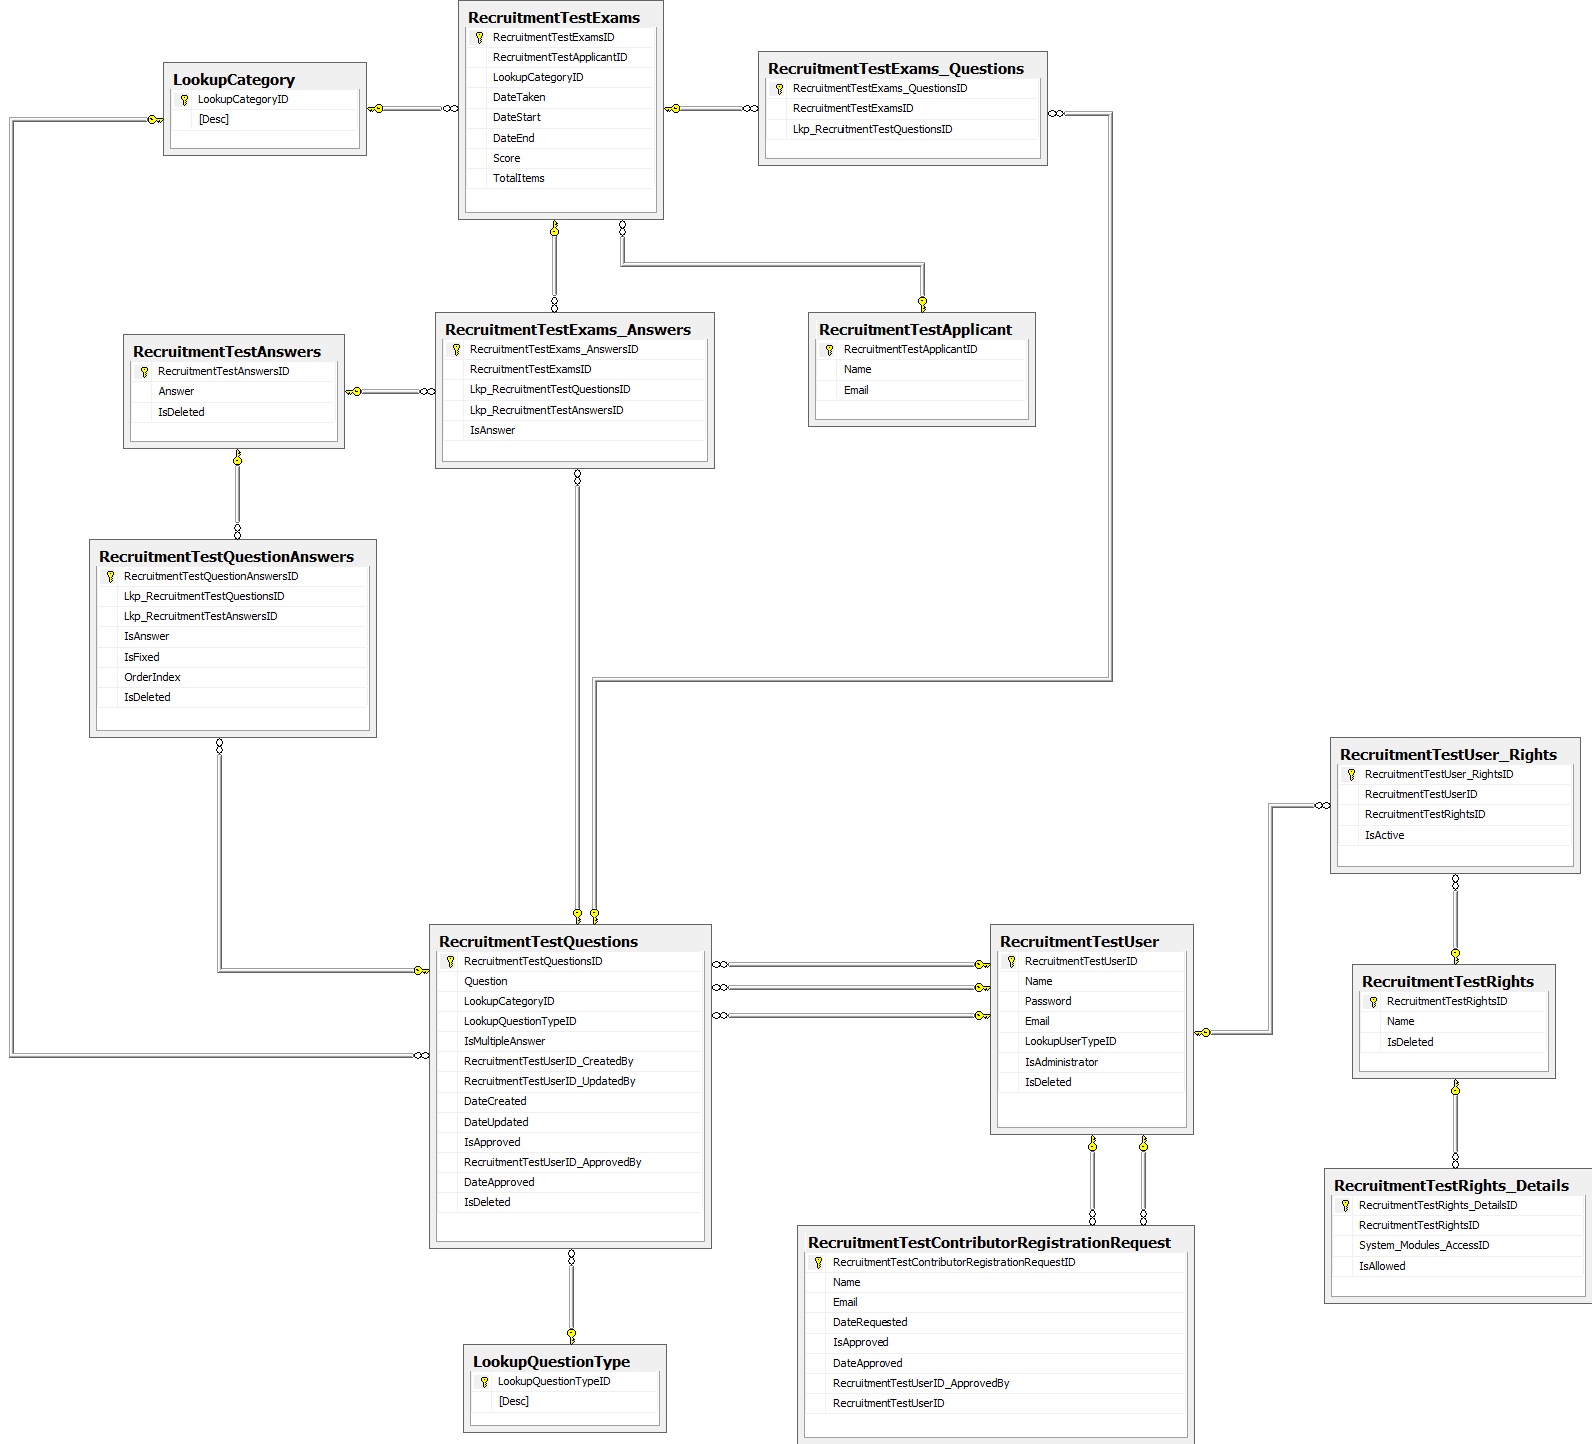 RecruitmentTestExams
RecruitmentTestExamsID
RecruitmentTestApplicantID
LookupCategoryID
DateTaken
DateStart
DateEnd
Score
TotalItems
LookupCategory
LookupCategoryID
[Desc]
RecruitmentTestExams_Questions
RecruitmentTestExams_QuestionsID
RecruitmentTestExamsID
Lkp_RecruitmentTestQuestionsID
RecruitmentTestAnswers
RecruitmentTestAnswersID
Answer
IsDeleted
RecruitmentTestExams_Answers
RecruitmentTestExams_AnswersID
RecruitmentTestExamsID
Lkp_RecruitmentTestQuestionsID
Lkp_RecruitmentTestAnswersID
IsAnswer
RecruitmentTestApplicant
RecruitmentTestApplicantID
Name
Email
RecruitmentTestQuestionAnswers
RecruitmentTestQuestionAnswersID
Lkp_RecruitmentTestQuestionsID
Lkp_RecruitmentTestAnswersID
IsAnswer
IsFixed
OrderIndex
IsDeleted
RecruitmentTestUser_Rights
RecruitmentTestUser_RightsID
RecruitmentTestUserID
RecruitmentTestRightsID
IsActive
RecruitmentTestQuestions
RecruitmentTestQuestionsID
Question
LookupCategoryID
LookupQuestionTypeID
IsMultipleAnswer
RecruitmentTestUserID_CreatedBy
RecruitmentTestUserID_UpdatedBy
DateCreated
DateUpdated
IsApproved
RecruitmentTestUserID_ApprovedBy
DateApproved
IsDeleted
RecruitmentTestUser
RecruitmentTestUserID
Name
Password
Email
LookupUserTypeID
IsAdministrator
IsDeleted
RecruitmentTestRights
RecruitmentTestRightsID
Name
IsDeleted
RecruitmentTestRights_Details
RecruitmentTestRights_DetailsID
RecruitmentTestRightsID
System_Modules_AccessID
IsAllowed
RecruitmentTestContributorRegistrationRequest
RecruitmentTestContributorRegistrationRequestID
Name
Email
DateRequested
IsApproved
DateApproved
RecruitmentTestUserID_ApprovedBy
RecruitmentTestUserID
LookupQuestionType
LookupQuestionTypeID
[Desc]